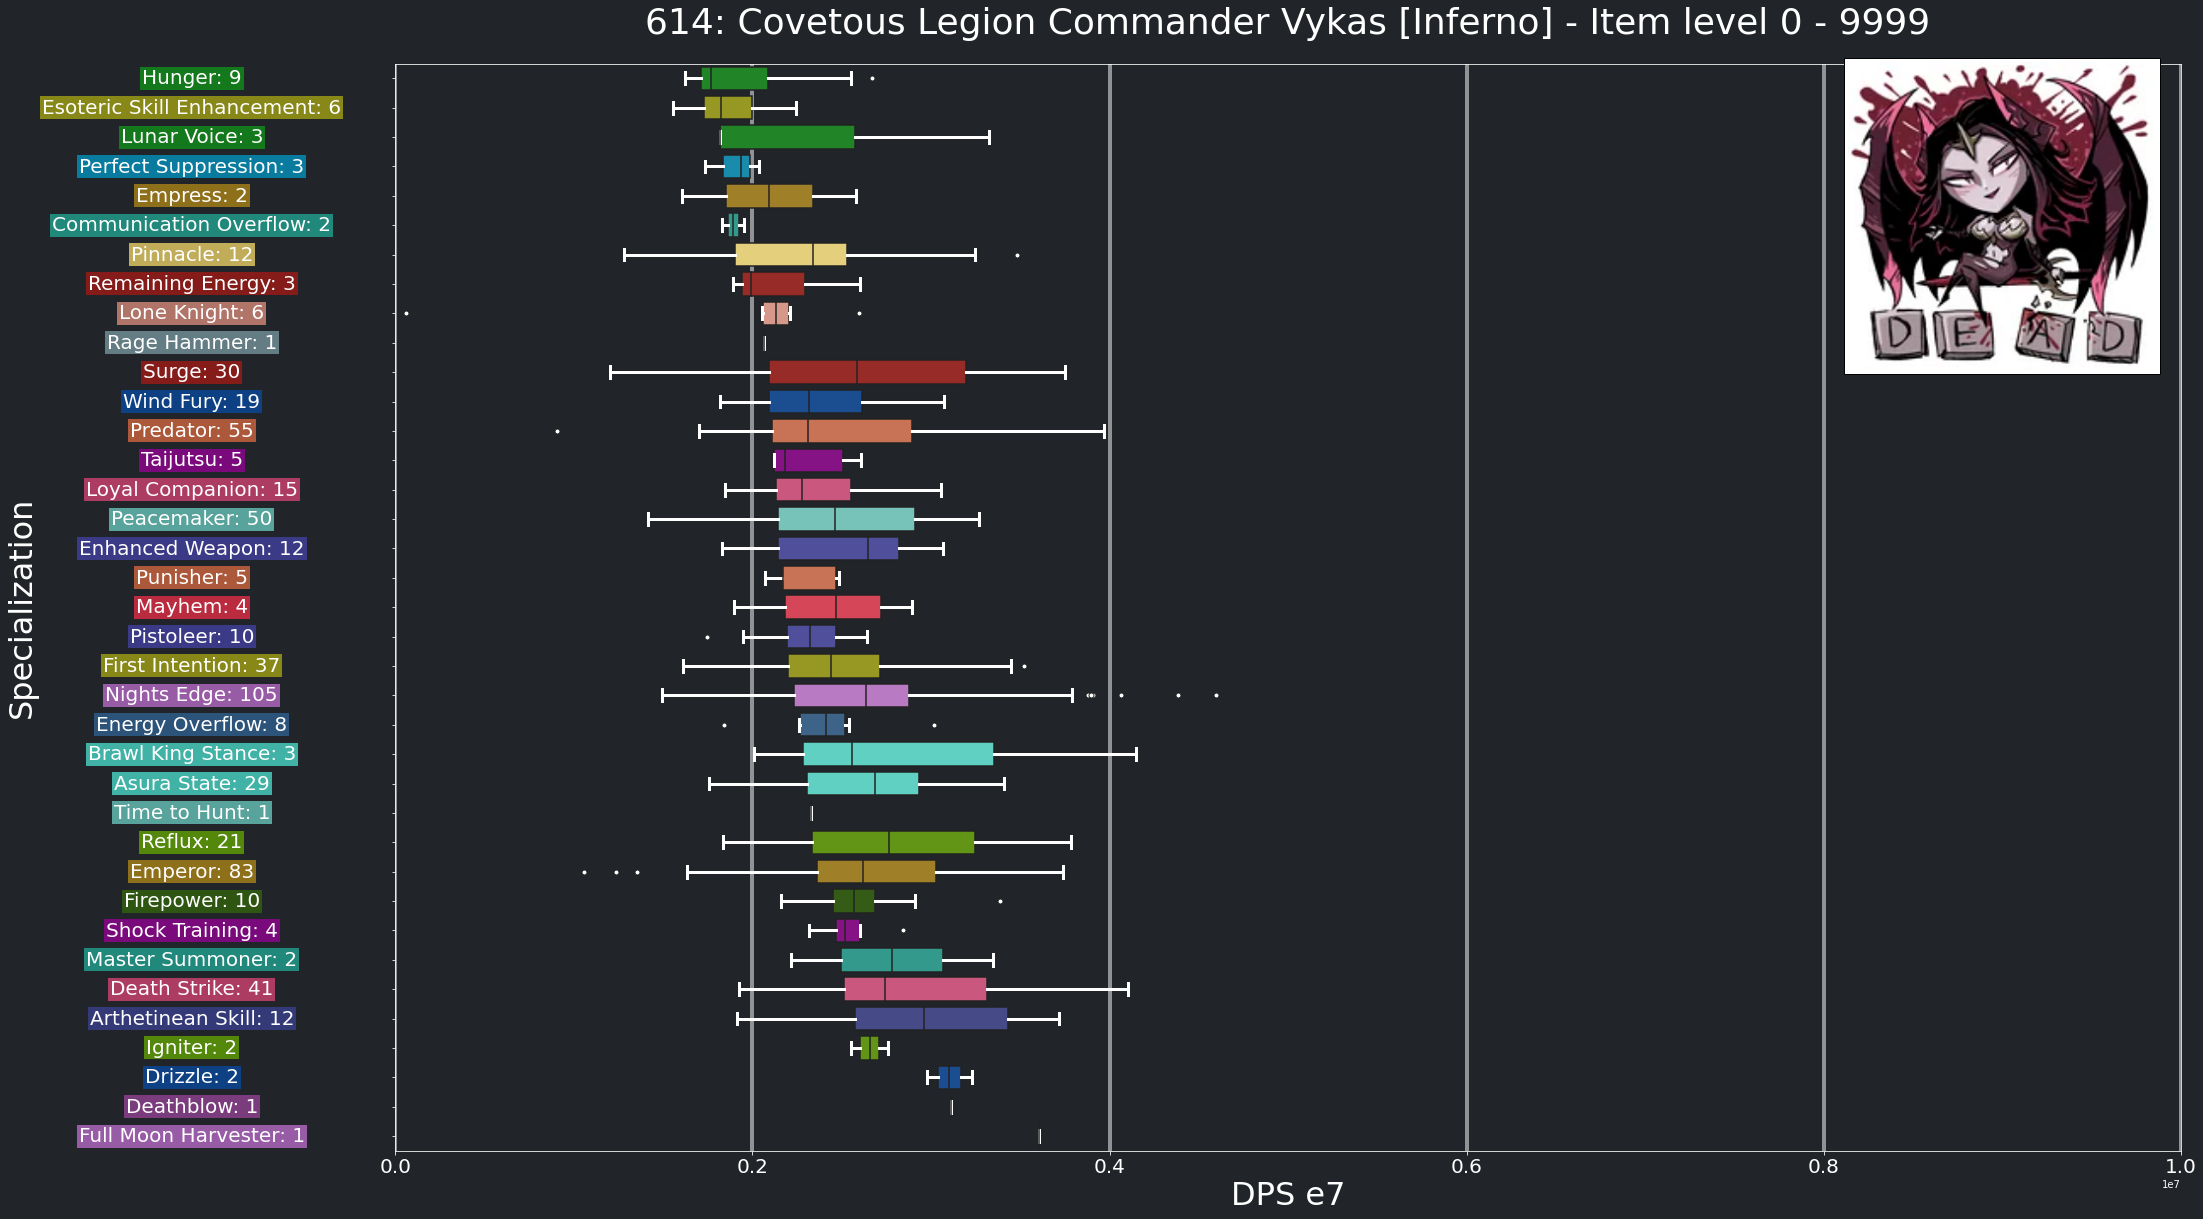 614: Covetous Legion Commander Vykas [Inferno] - Item level 0 - 9999
Hunger: 9
Esoteric Skill Enhancement: 6
Lunar Voice: 3
Perfect Suppression: 3
Empress: 2
Communication Overflow: 2
Pinnacle: 12
Remaining Energy: 3
Lone Knight: 6
Rage Hammer: 1
Surge: 30
Wind Fury: 19
Predator: 55
Taijutsu: 5
Loyal Companion: 15
Peacemaker: 50
Enhanced Weapon: 12
Punisher: 5
Mayhem: 4
Pistoleer: 10
First Intention: 37
Nights Edge: 105
Energy Overflow: 8
Brawl King Stance: 3
Asura State: 29
Time to Hunt: 1
Reflux: 21
Emperor: 83
Firepower: 10
Shock Training: 4
Master Summoner: 2
Death Strike: 41
Arthetinean Skill: 12
Igniter: 2
Drizzle: 2
Deathblow: 1
Full Moon Harvester: 1
Specialization
DEAD
0.0 0.2 0.4 0.6 0.8 1.0
1e7
DPS e7